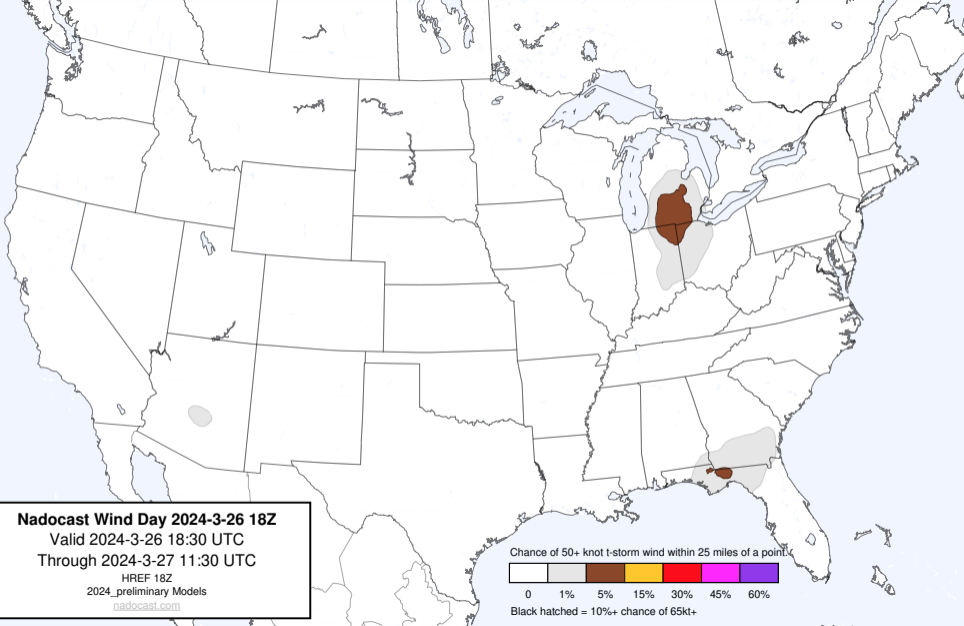 Nadocast Wind Day 2024-3-26 18Z
Valid 2024-3-26 18:30 UTC
Through 2024-3-27 11:30 UTC
HREF 18Z
2024_preliminary Models
nadocast.com
Chance of 50+ knot t-storm wind within 25 miles of a point.
0 1% 5% 15% 30% 45% 60%
Black hatched = 10%+ chance of 65kt+